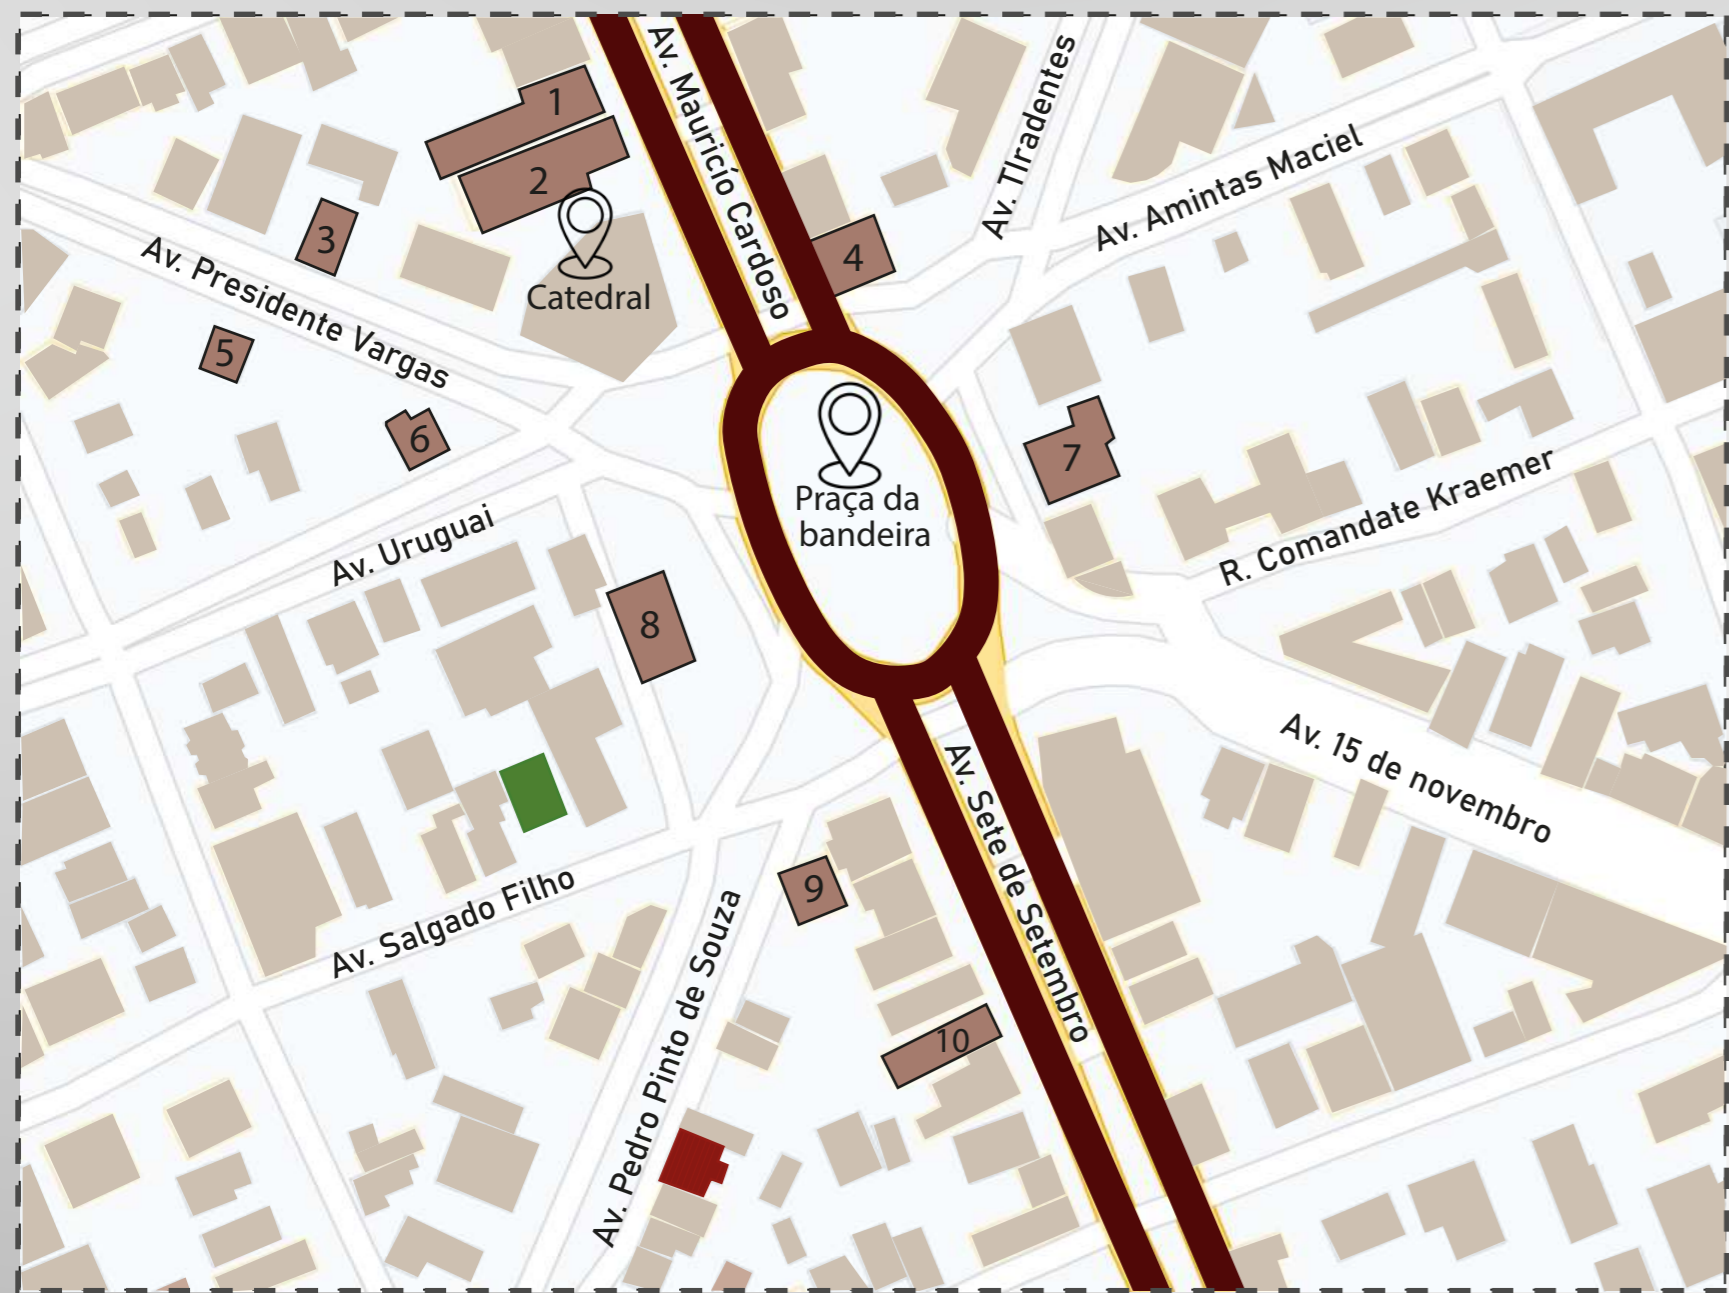 Av. Maurició Cardoso
Av. TIradentes
Av. Amintas Maciel
1
2
3
4
Catedral
Av. Presidente Vargas
5
6
7
Praça da
bandeira
R. Comandate Kraemer
Av. Uruguai
8
Av. 15 de novembro
Av. Sete de Setembro
9
Av. Salgado Filho
Av. Pedro Pinto de Souza
10